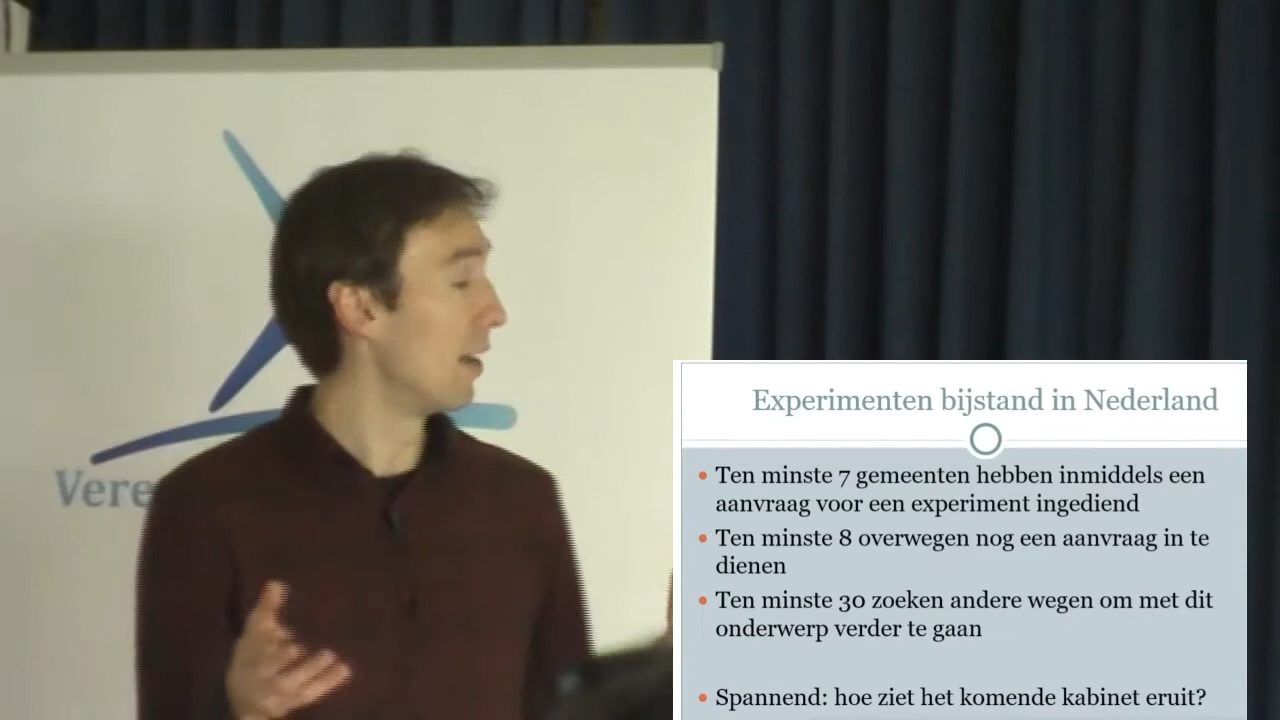 Vere
Experimenten bijstand in Nederland
Ten minste 7 gemeenten hebben inmiddels een
aanvraag voor een experiment ingediend
Ten minste 8 overwegen nog een aanvraag in te
dienen
Ten minste 30 zoeken andere wegen om met dit
onderwerp verder te gaan
Spannend: hoe ziet het komende kabinet eruit?